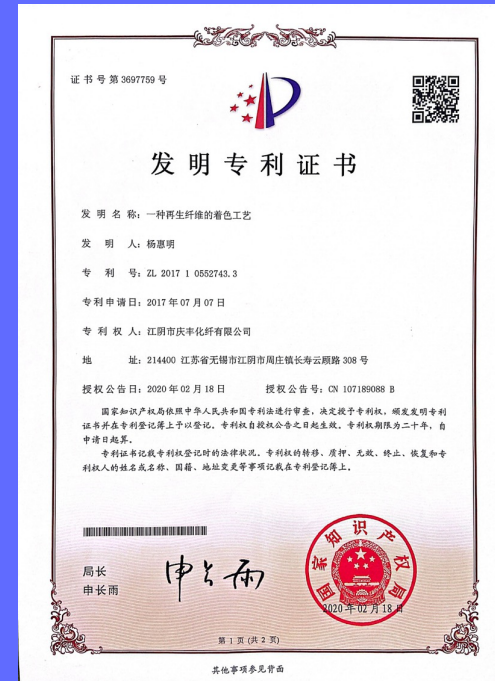 证书号第3697759号
发明专利证书
发明名称：一种再生纤维的着色工艺
发明人：杨惠明
专利号：ZL 2017 1 0552743.3
专利申请日：2017年07月07日
专利权人：江阴市庆丰化纤有限公司
地址：214400 江苏省无锡市江阴市周庄镇长寿云顾路308号
授权公告日：2020年02月18日 授权公告号：CN 107189088 B
国家知识产权局依照中华人民共和国专利法进行审查，决定授予专利权，颁发发明专利
证书并在专利登记簿上予以登记。专利权自授权公告之日起生效。专利权期限为二十年，自
申请日起算。
专利证书记载专利权登记时的法律状况。专利权的转移、质押、无效、终止、恢复和专
利权人的姓名或名称、国籍、地址变更等事项记载在专利登记簿上。
局长
申长雨
申长雨
国家知识产权局
2020年02月18日
第1页(共2页)
其他事项参见背面